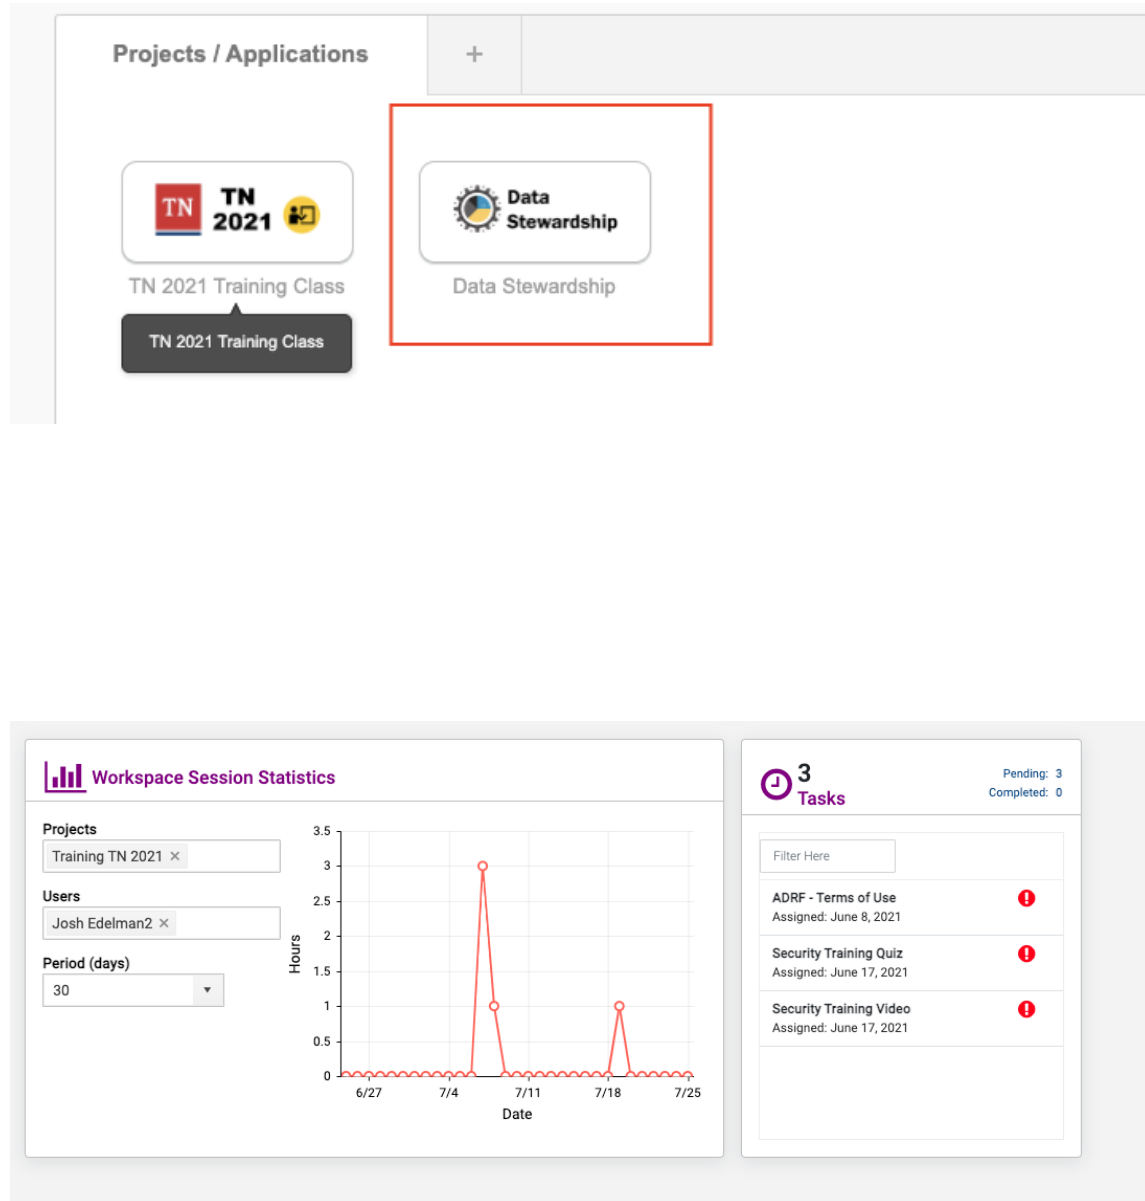 Projects / Applications
+
TN
TN
2021
Data
Stewardship
TN 2021 Training Class
Data Stewardship
TN 2021 Training Class
Workspace Session Statistics
Projects
Training TN 2021 ×
Users
Josh Edelman2 ×
Period (days)
30
3.5
3
2.5
2
1.5
1
0.5
0
Hours
6/27 7/4 7/11 7/18 7/25
Date
3
Tasks
Pending: 3
Completed: 0
Filter Here
ADRF - Terms of Use
Assigned: June 8, 2021
Security Training Quiz
Assigned: June 17, 2021
Security Training Video
Assigned: June 17, 2021